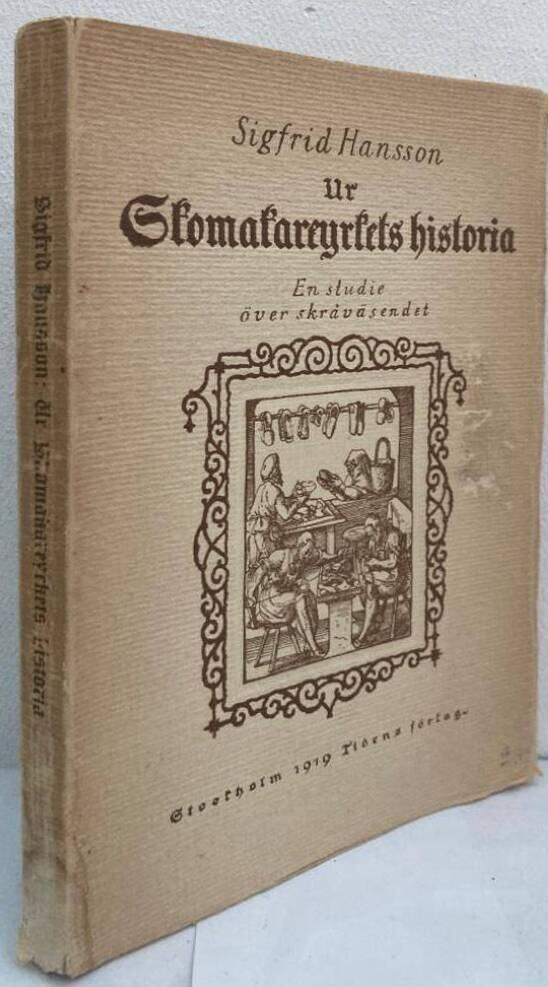 Sigfrid Hansson
Ur
Skomakareyrkets historia
En studie
över skråväsendet
Stockholm 1919 Tidens förlag.
Sigfrid Hansson: Ur Skomakareyrkets historia